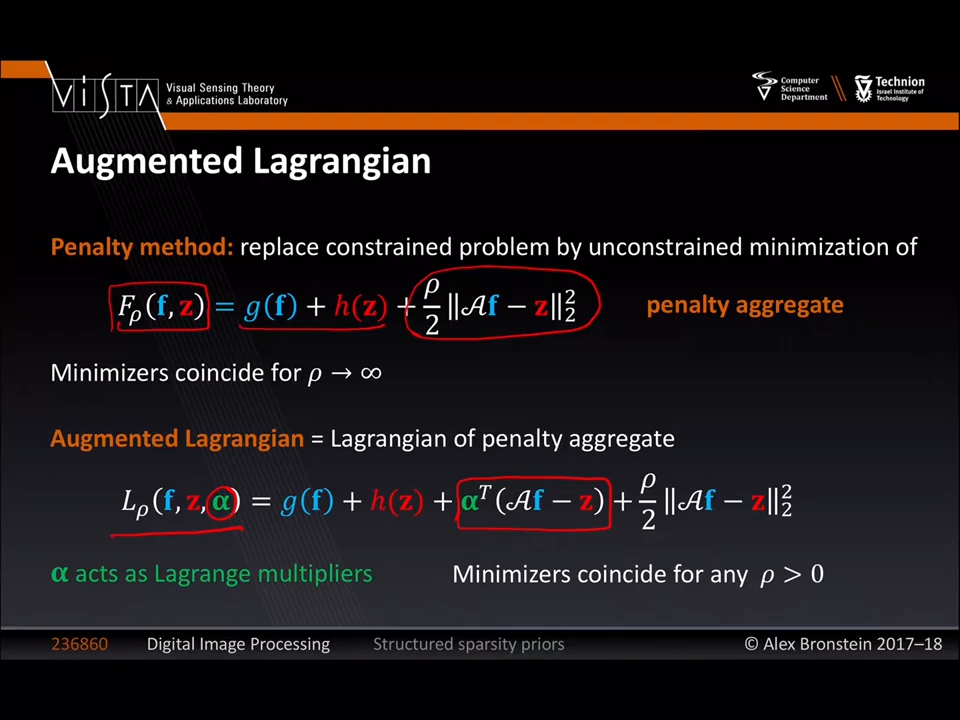 VISTA Visual Sensing Theory & Applications Laboratory
Computer Science Department
Technion Israel Institute of Technology
Augmented Lagrangian
Penalty method: replace constrained problem by unconstrained minimization of
F_ρ(f, z) = g(f) + h(z) + ρ/2 ‖𝒜f − z‖₂² penalty aggregate
Minimizers coincide for ρ → ∞
Augmented Lagrangian = Lagrangian of penalty aggregate
L_ρ(f, z, α) = g(f) + h(z) + α^T(𝒜f − z) + ρ/2 ‖𝒜f − z‖₂²
α acts as Lagrange multipliers Minimizers coincide for any ρ > 0
236860 Digital Image Processing Structured sparsity priors © Alex Bronstein 2017–18